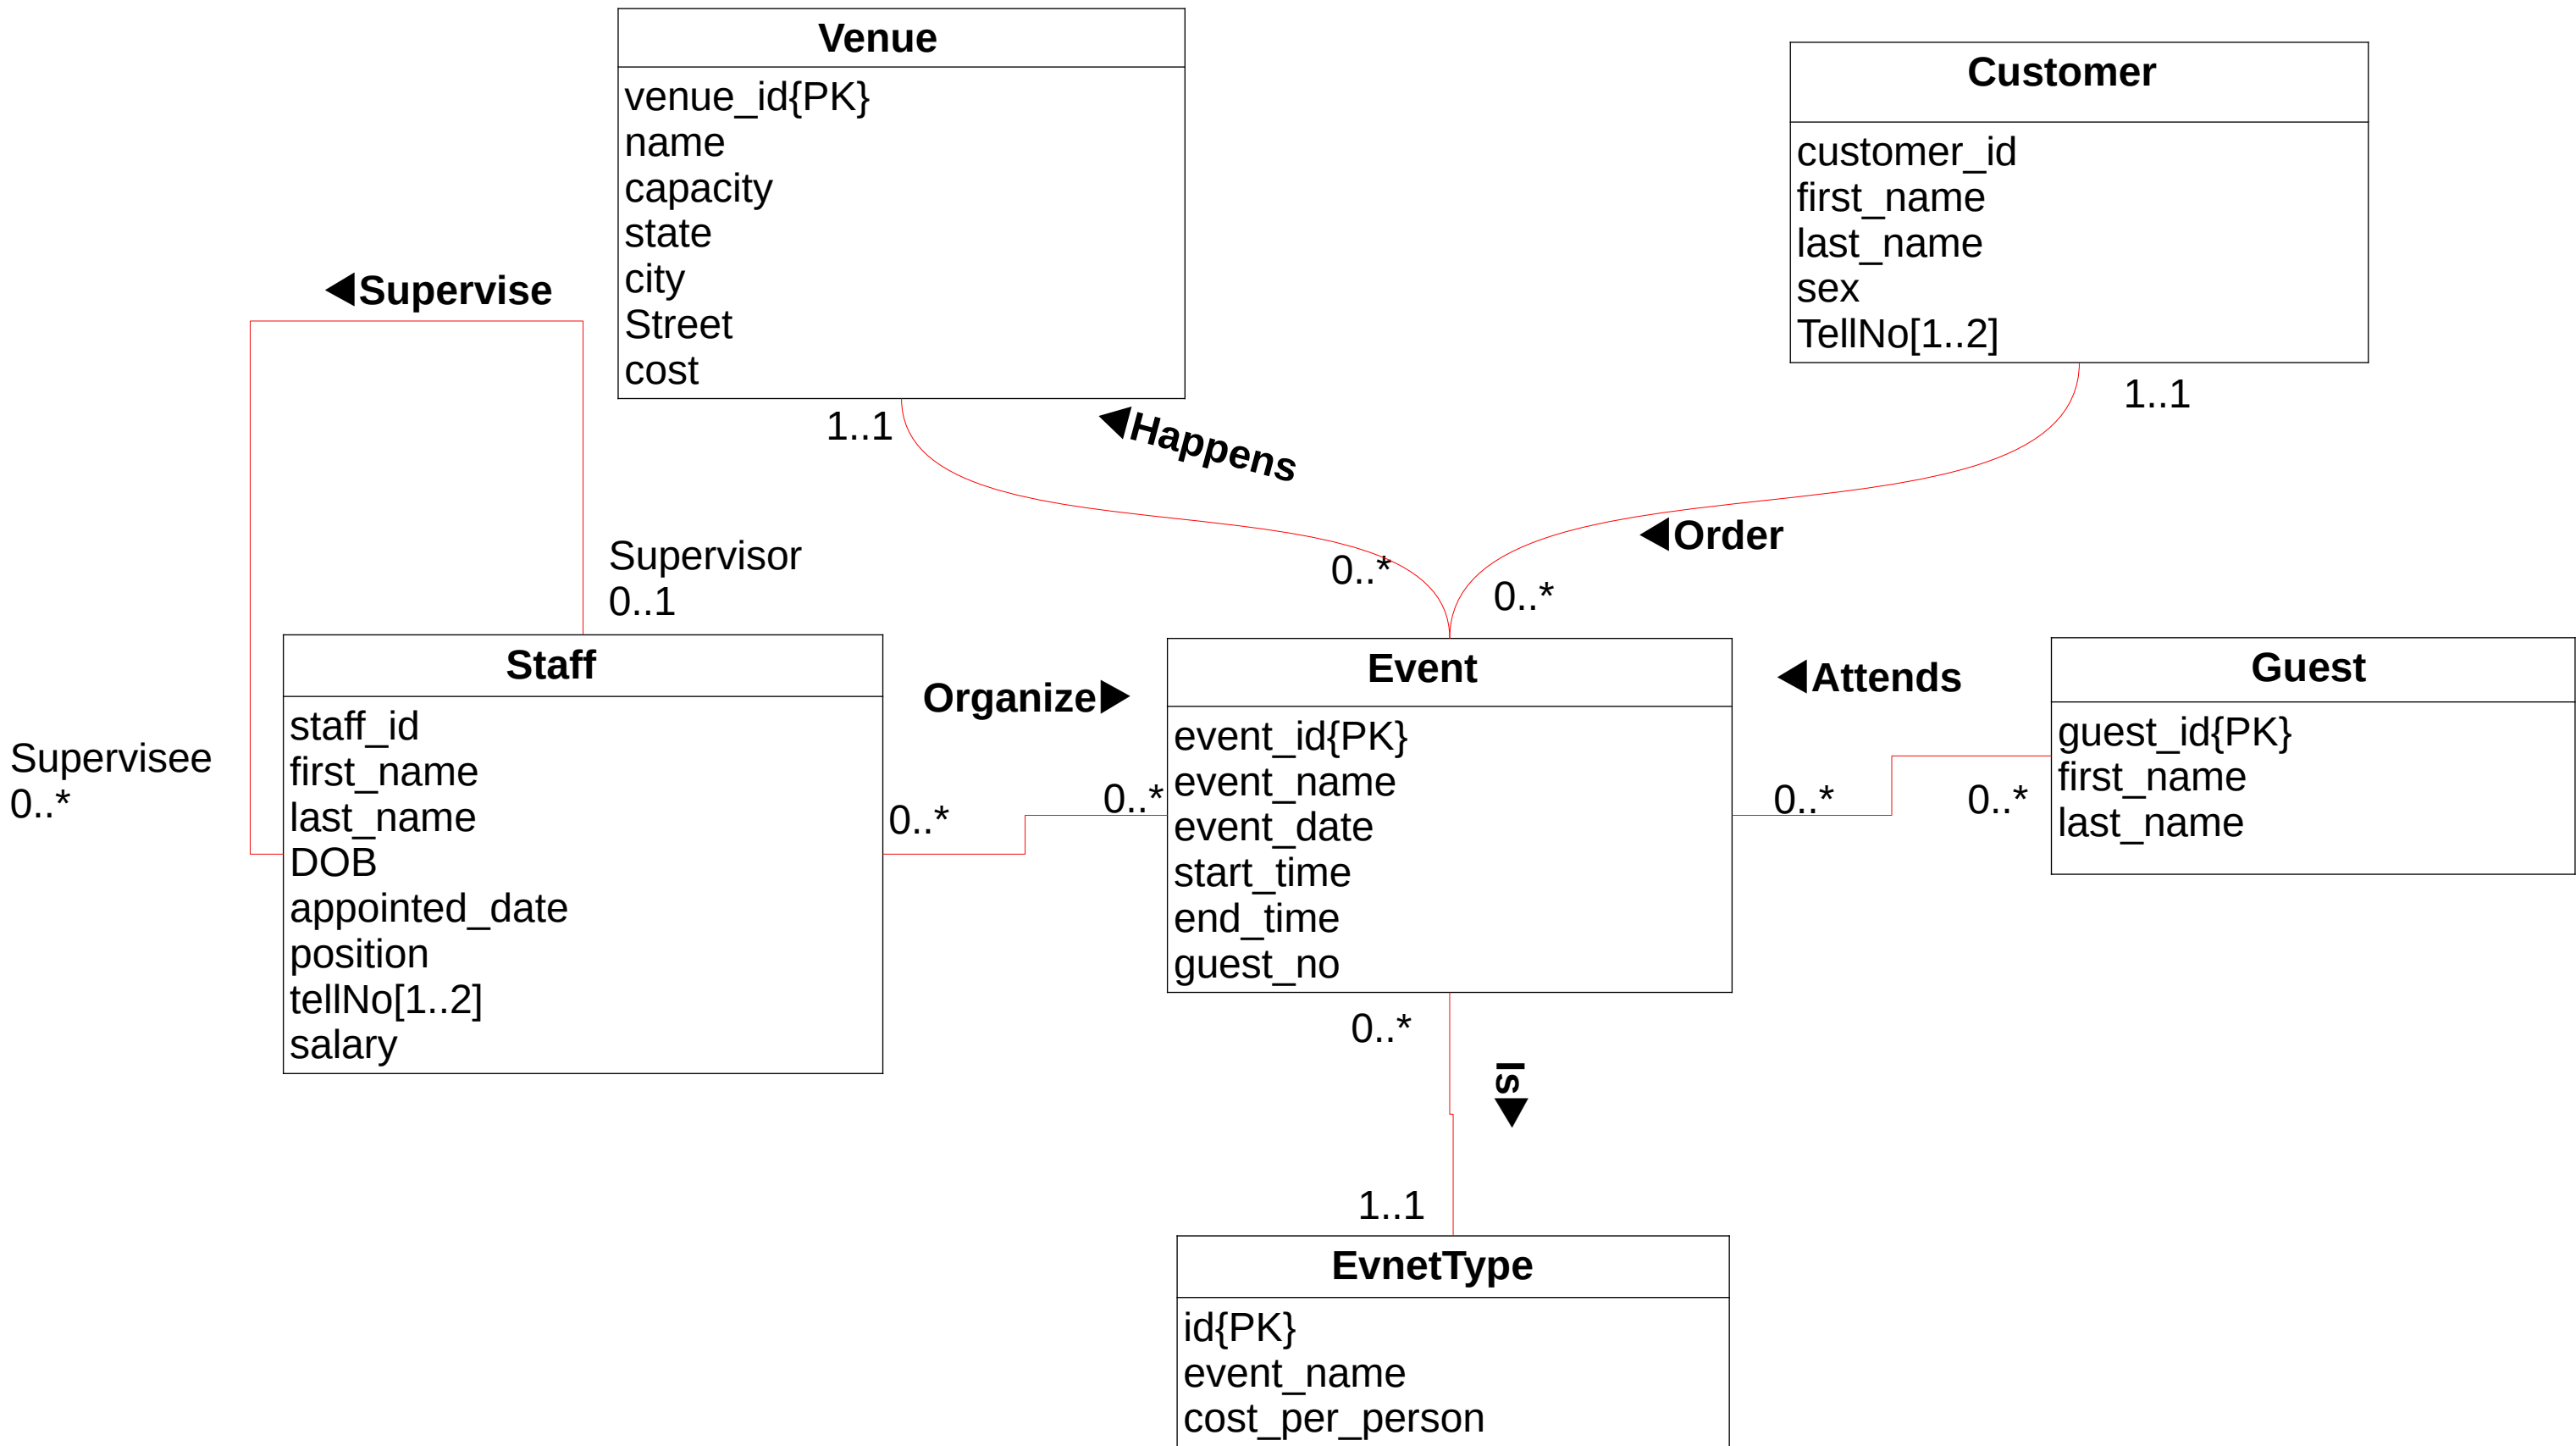 Venue
venue_id{PK}
name
capacity
state
city
Street
cost
Customer
customer_id
first_name
last_name
sex
TellNo[1..2]
◀Supervise
1..1
◀Happens
1..1
◀Order
0..*
0..*
Supervisor
0..1
Supervisee
0..*
Staff
staff_id
first_name
last_name
DOB
appointed_date
position
tellNo[1..2]
salary
Organize▶
0..*
0..*
Event
event_id{PK}
event_name
event_date
start_time
end_time
guest_no
◀Attends
0..*
0..*
Guest
guest_id{PK}
first_name
last_name
0..*
Is▶
1..1
EvnetType
id{PK}
event_name
cost_per_person